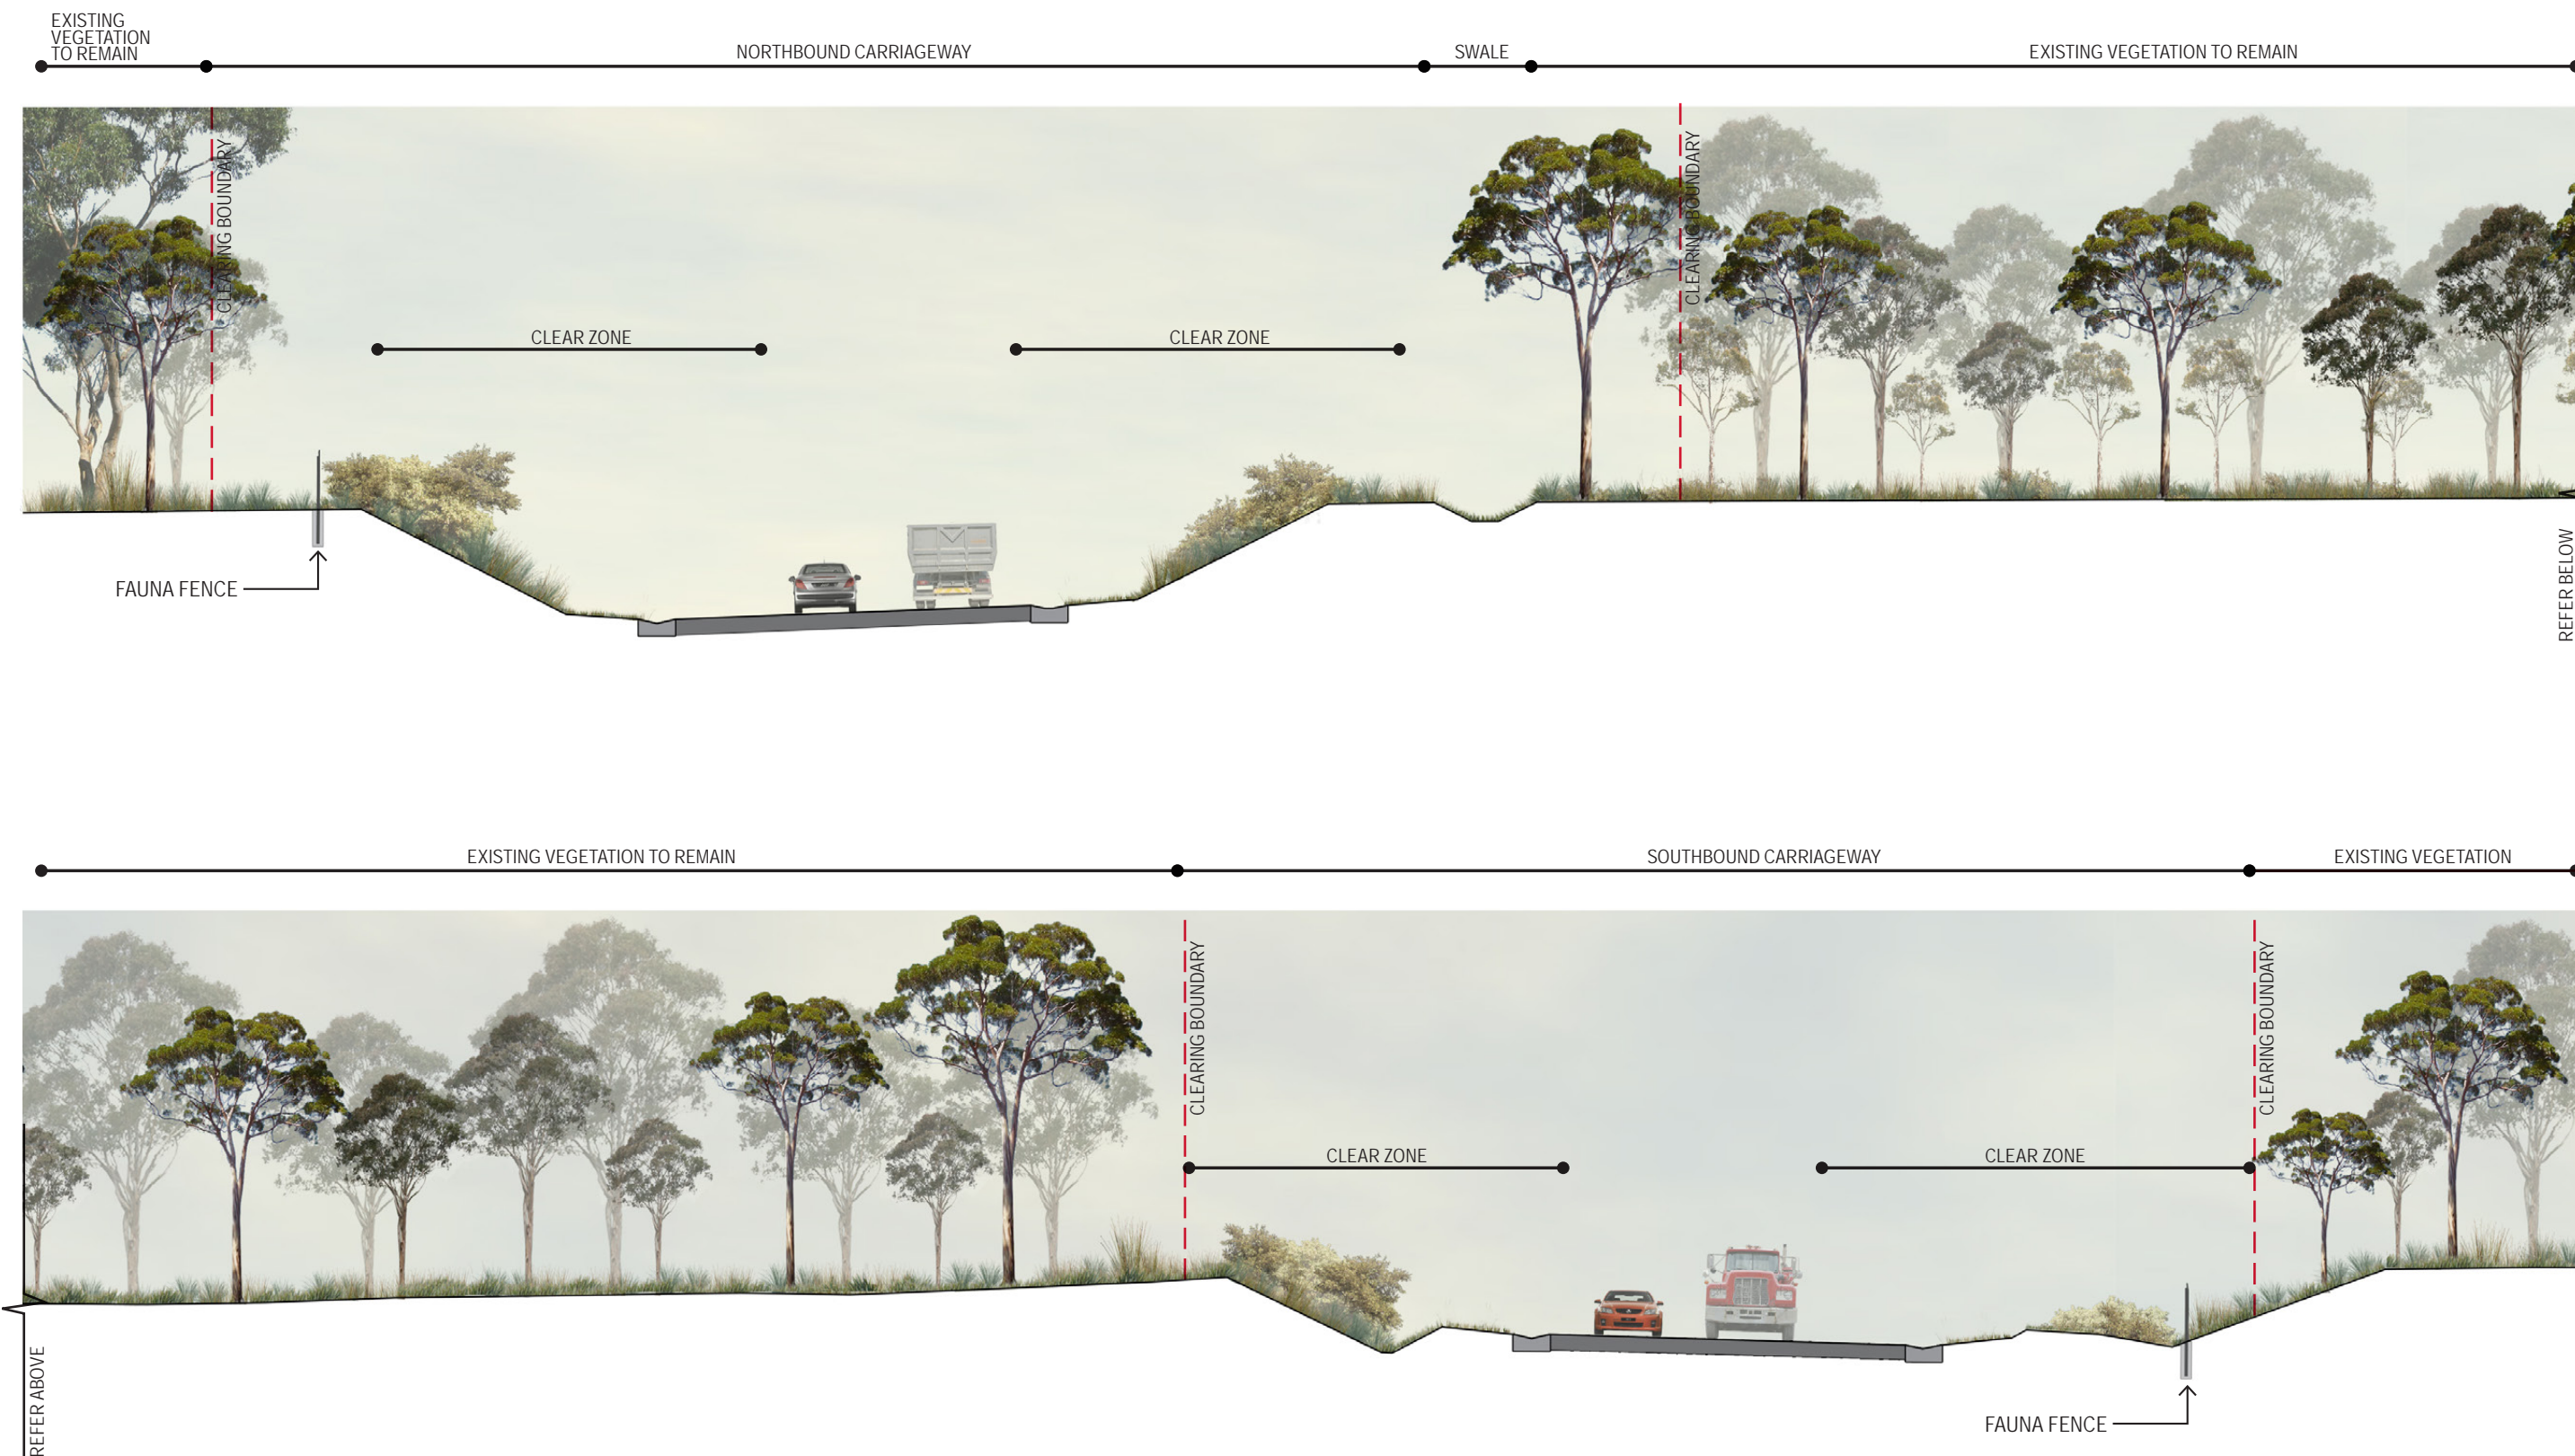 EXISTING
VEGETATION
TO REMAIN
NORTHBOUND CARRIAGEWAY
SWALE
EXISTING VEGETATION TO REMAIN
CLEARING BOUNDARY
CLEARING BOUNDARY
CLEAR ZONE
CLEAR ZONE
FAUNA FENCE
REFER BELOW
EXISTING VEGETATION TO REMAIN
SOUTHBOUND CARRIAGEWAY
EXISTING VEGETATION
CLEARING BOUNDARY
CLEARING BOUNDARY
CLEAR ZONE
CLEAR ZONE
REFER ABOVE
FAUNA FENCE